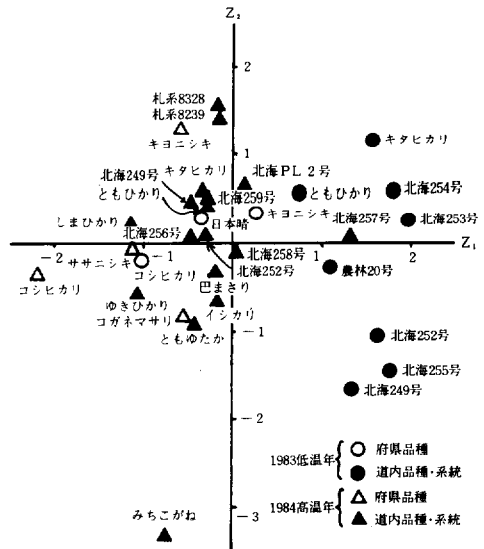 Z₂
2
札系8328
札系8239
キヨニシキ
キタヒカリ
1
北海249号
キタヒカリ
北海PL2号
ともひかり
北海259号
ともひかり
北海254号
しまひかり
日本晴
キヨニシキ
北海257号
北海253号
北海256号
Z₁
-2
-1
1
2
ササニシキ
北海258号
コシヒカリ
コシヒカリ
北海252号
農林20号
巴まさり
ゆきひかり
イシカリ
コガネマサリ
ともゆたか
-1
北海252号
北海255号
北海249号
-2
1983低温年
府県品種
道内品種・系統
1984高温年
府県品種
道内品種・系統
みちこがね
-3